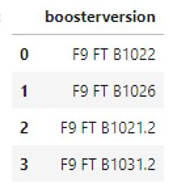 boosterversion
0 F9 FT B1022
1 F9 FT B1026
2 F9 FT B1021.2
3 F9 FT B1031.2